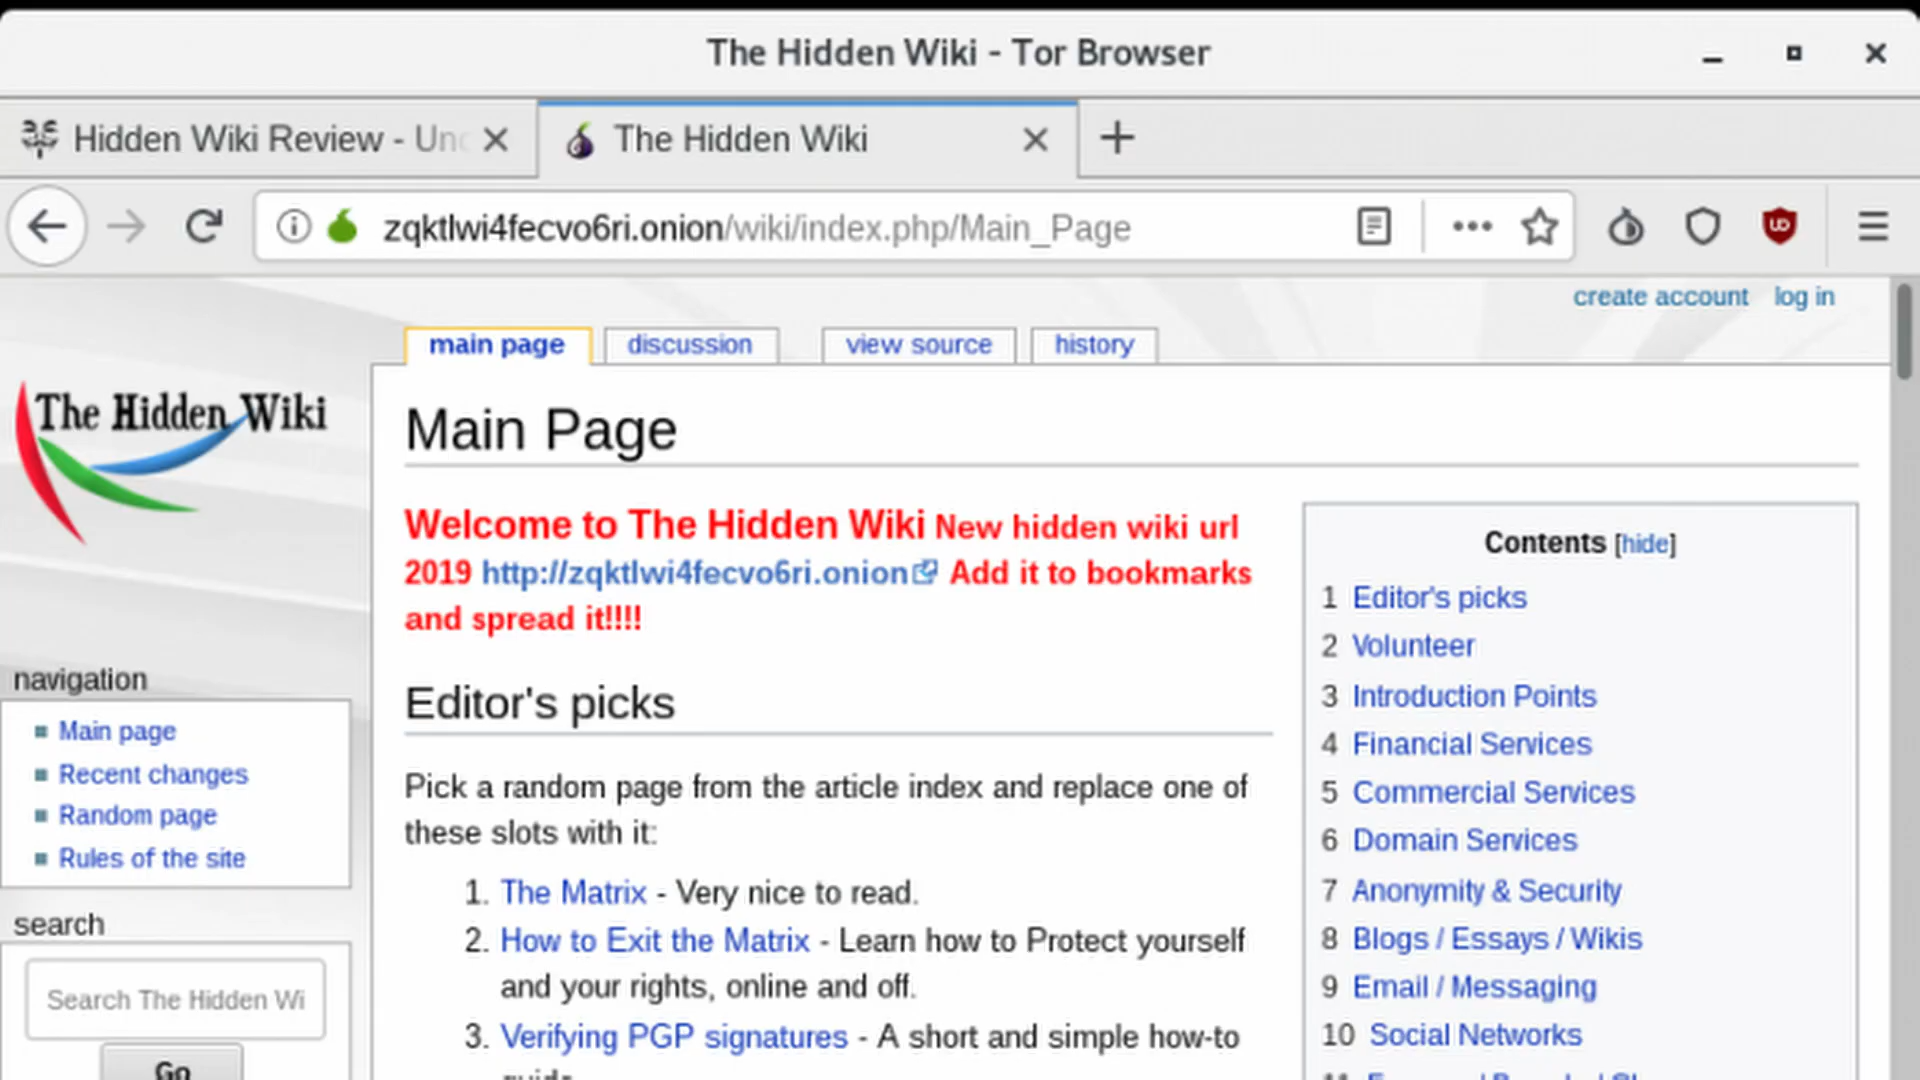 The Hidden Wiki - Tor Browser
Hidden Wiki Review -
The Hidden Wiki
zqktlwi4fecvo6ri.onion/wiki/index.php/Main_Page
create account log in
main page discussion view source history
The Hidden Wiki
Main Page
Welcome to The Hidden Wiki New hidden wiki url
2019 http://zqktlwi4fecvo6ri.onion Add it to bookmarks
and spread it!!!!
Editor's picks
Pick a random page from the article index and replace one of
these slots with it:
1. The Matrix - Very nice to read.
2. How to Exit the Matrix - Learn how to Protect yourself
and your rights, online and off.
3. Verifying PGP signatures - A short and simple how-to
Contents [hide]
1 Editor's picks
2 Volunteer
3 Introduction Points
4 Financial Services
5 Commercial Services
6 Domain Services
7 Anonymity & Security
8 Blogs / Essays / Wikis
9 Email / Messaging
10 Social Networks
navigation
Main page
Recent changes
Random page
Rules of the site
search
Search The Hidden Wi
Go